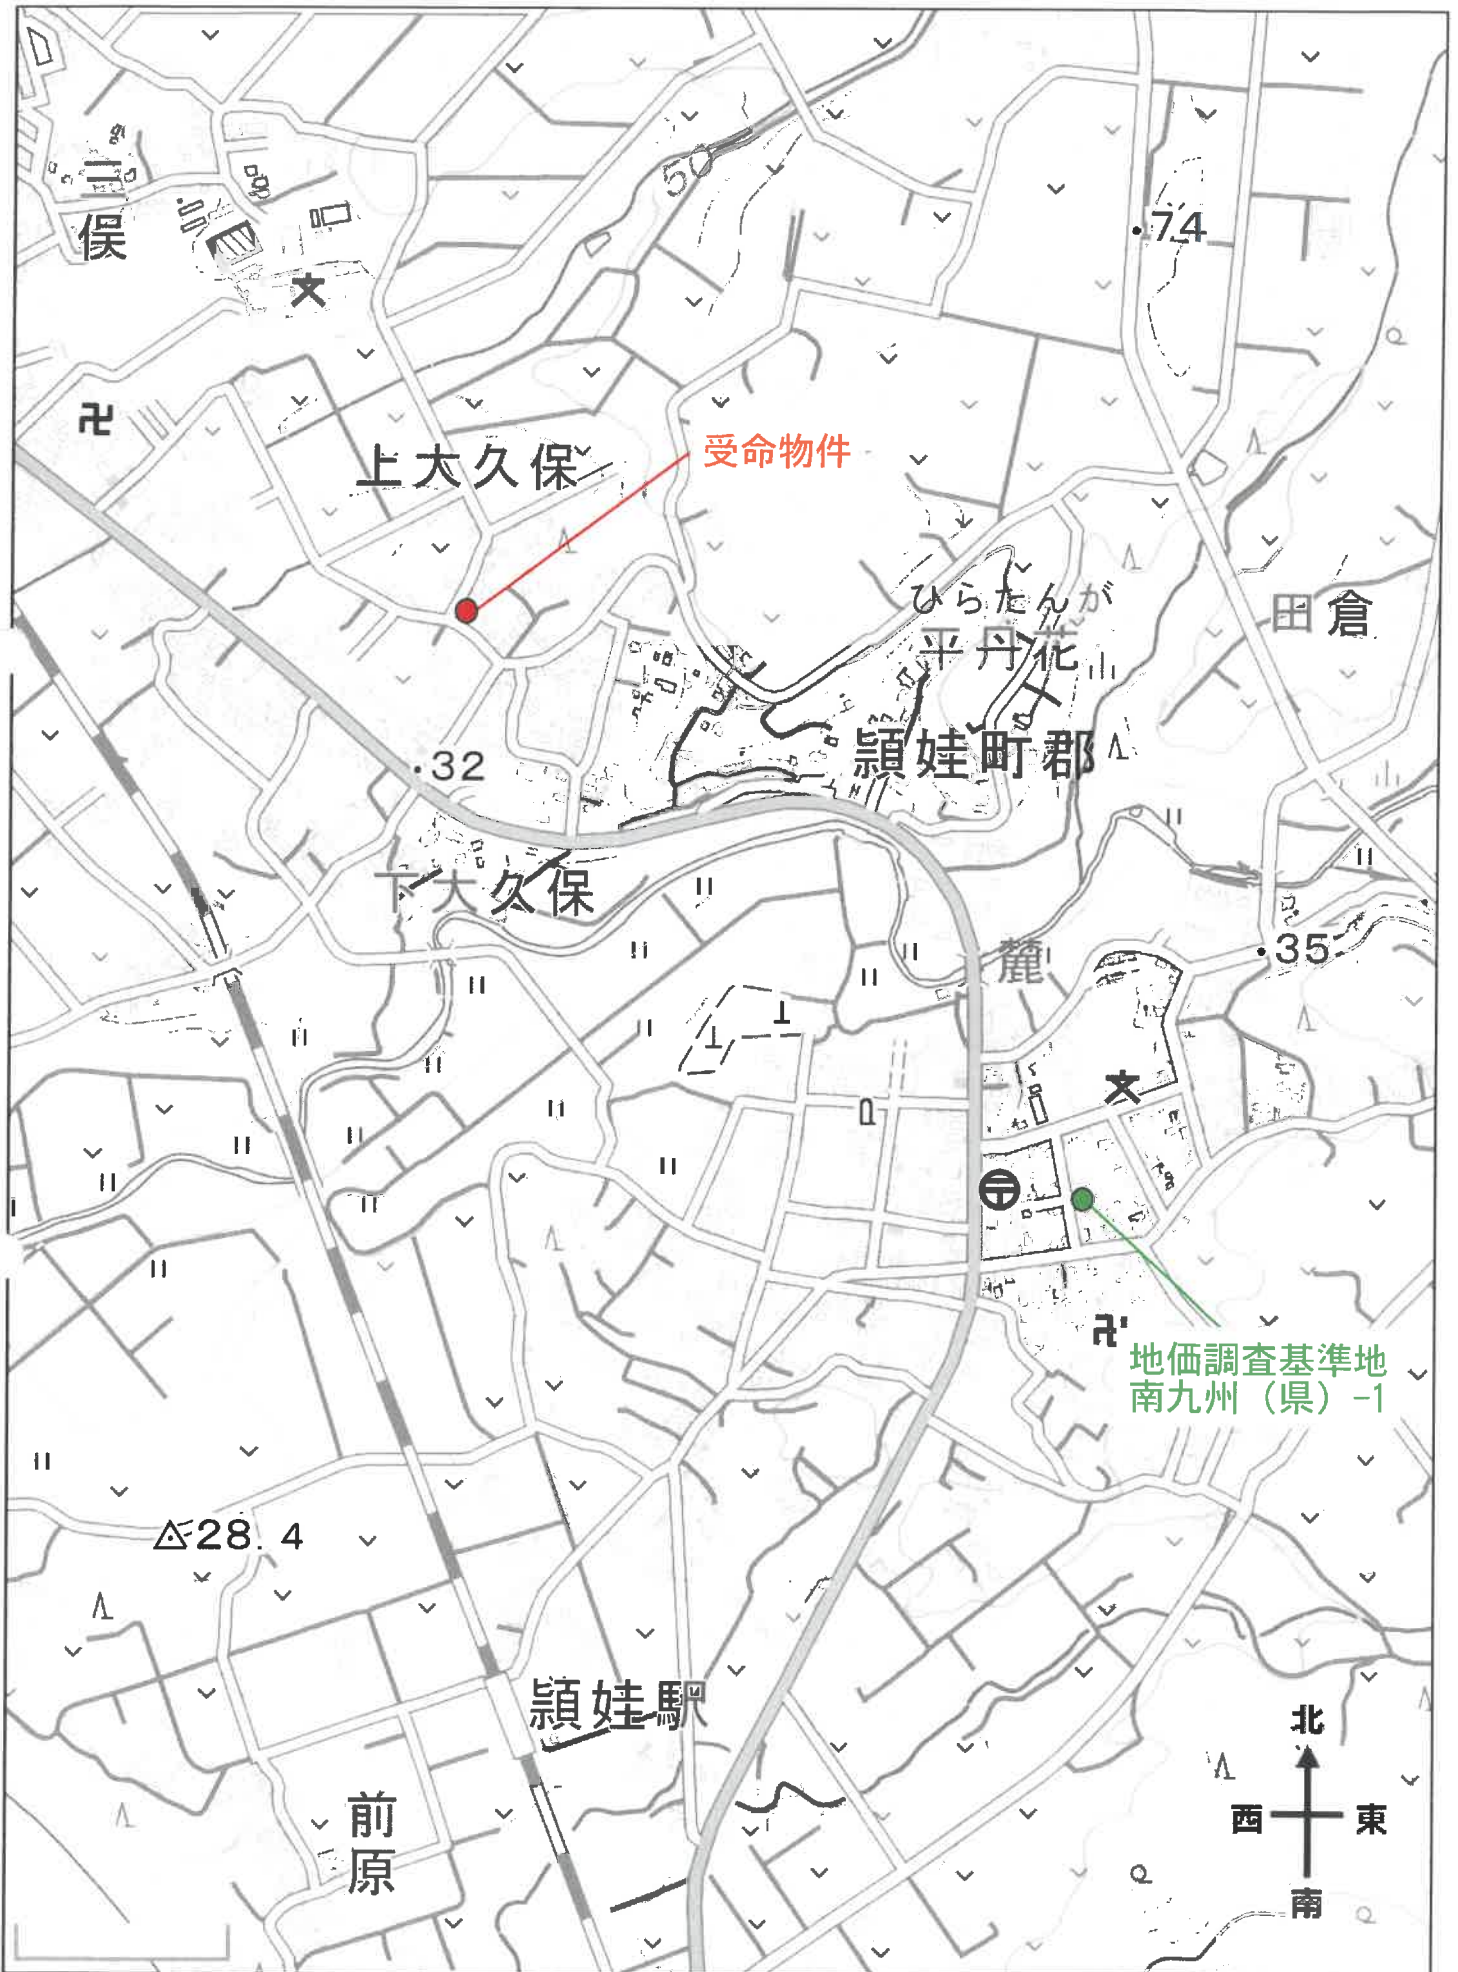 50
三俣
74
上大久保
受命物件
ひらたんが
平丹花
田倉
頴娃町郡
32
下大久保
麓
35
地価調査基準地
南九州（県）-1
28.4
頴娃駅
前原
北
西 東
南